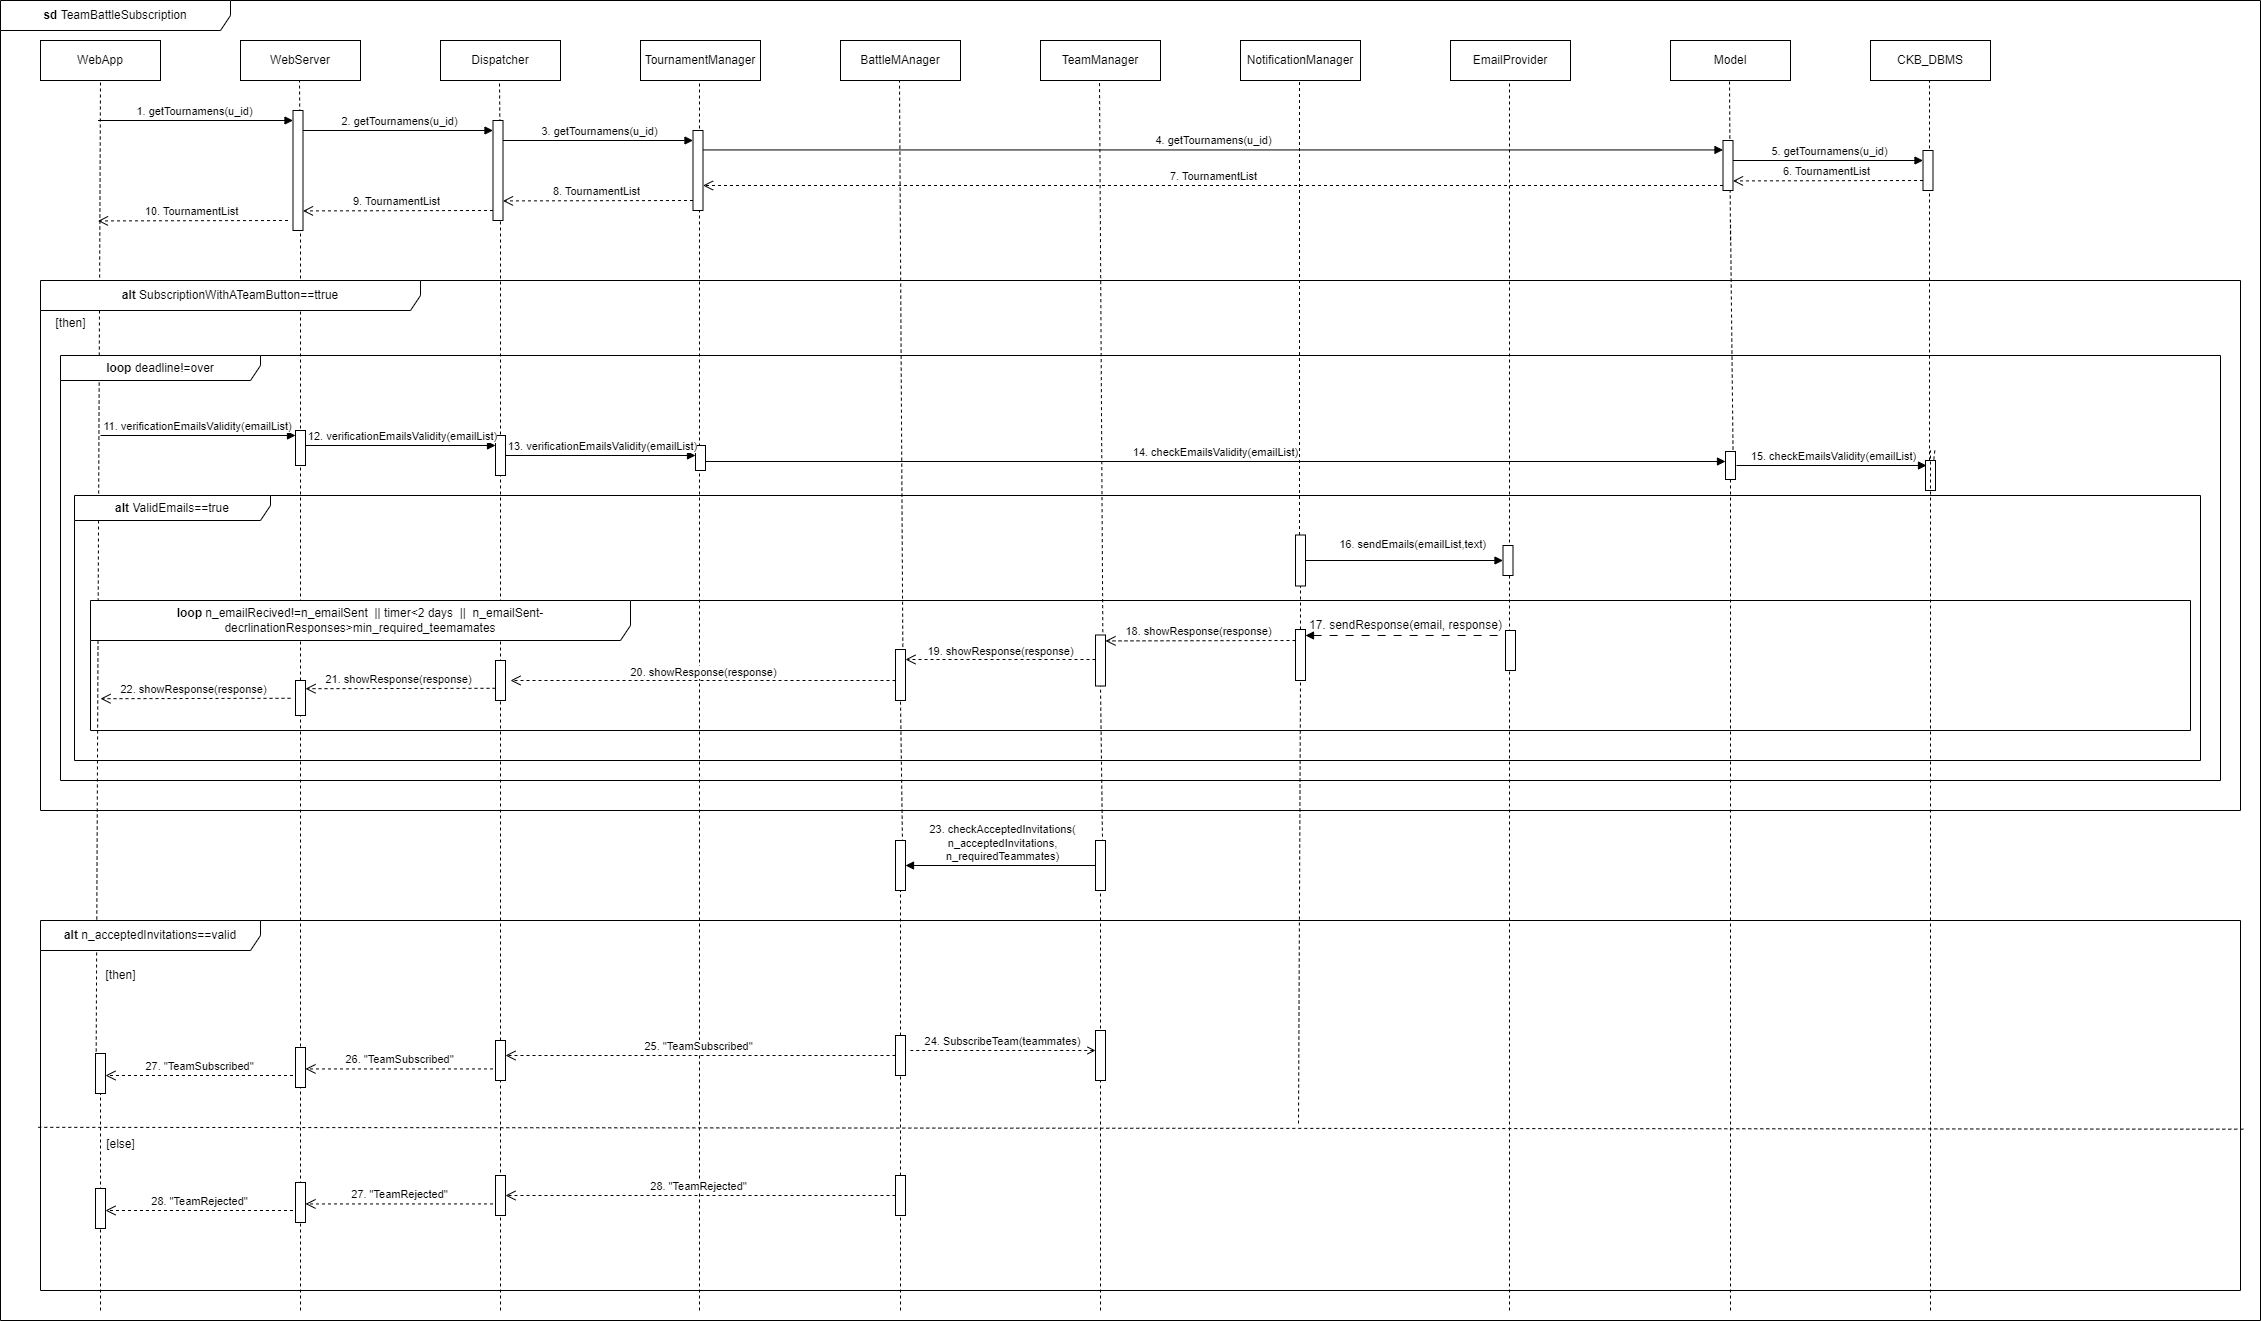 sd TeamBattleSubscription
WebApp
WebServer
Dispatcher
TournamentManager
BattleMAnager
TeamManager
NotificationManager
EmailProvider
Model
CKB_DBMS
1. getTournamens(u_id)
2. getTournamens(u_id)
3. getTournamens(u_id)
4. getTournamens(u_id)
5. getTournamens(u_id)
6. TournamentList
7. TournamentList
8. TournamentList
9. TournamentList
10. TournamentList
alt SubscriptionWithATeamButton==ttrue
[then]
loop deadline!=over
11. verificationEmailsValidity(emailList)
12. verificationEmailsValidity(emailList)
13. verificationEmailsValidity(emailList)
14. checkEmailsValidity(emailList)
15. checkEmailsValidity(emailList)
alt ValidEmails==true
16. sendEmails(emailList,text)
loop n_emailRecived!=n_emailSent || timer<2 days || n_emailSent-
decrlinationResponses>min_required_teemamates
17. sendResponse(email, response)
18. showResponse(response)
19. showResponse(response)
20. showResponse(response)
21. showResponse(response)
22. showResponse(response)
23. checkAcceptedInvitations(
n_acceptedInvitations,
n_requiredTeammates)
alt n_acceptedInvitations==valid
[then]
24. SubscribeTeam(teammates)
25. "TeamSubscribed"
26. "TeamSubscribed"
27. "TeamSubscribed"
[else]
28. "TeamRejected"
27. "TeamRejected"
28. "TeamRejected"